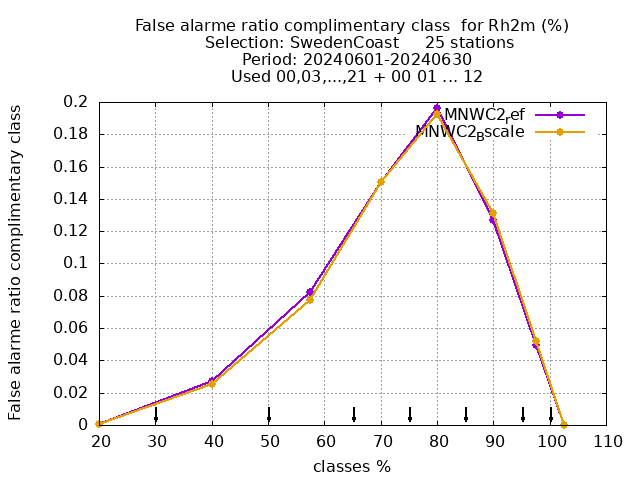 False alarme ratio complimentary class  for Rh2m (%)
Selection: SwedenCoast     25 stations
Period: 20240601-20240630
Used 00,03,...,21 + 00 01 ... 12
False alarme ratio complimentary class
0.2
0.18
0.16
0.14
0.12
0.1
0.08
0.06
0.04
0.02
0
MNWC2ref
MNWC2Bscale
20 30 40 50 60 70 80 90 100 110
classes %